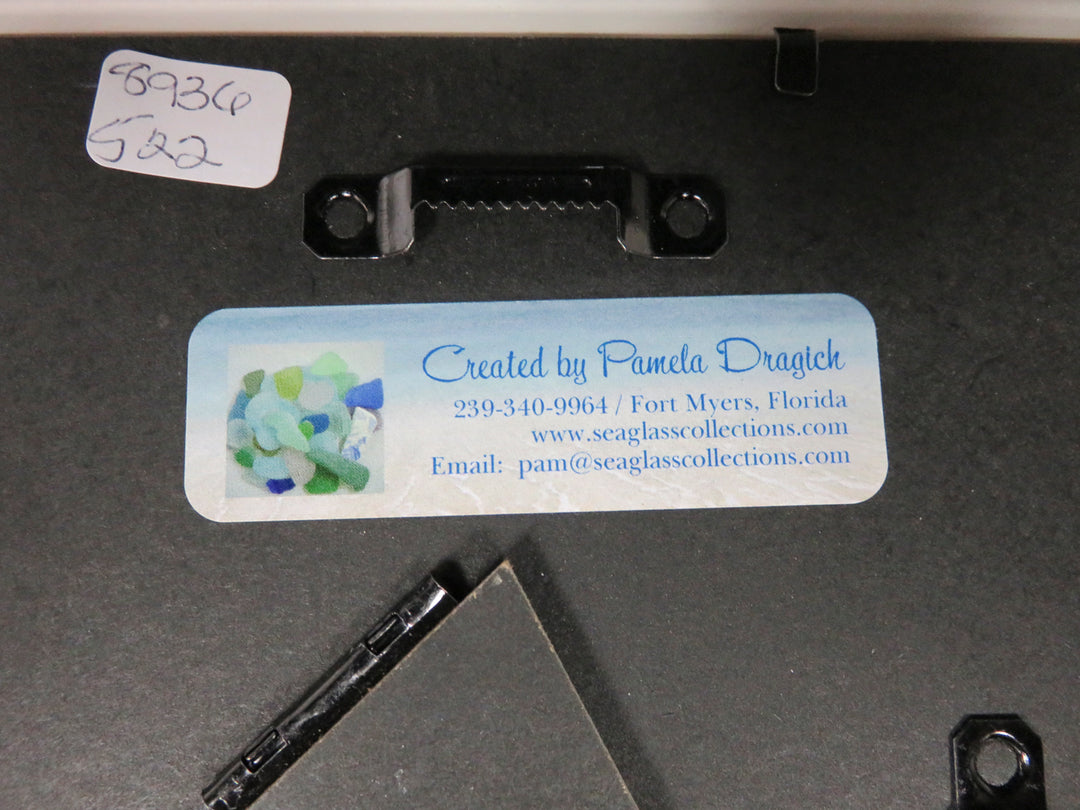 8936
522
Created by Pamela Dragich
239-340-9964 / Fort Myers, Florida
www.seaglasscollections.com
Email: pam@seaglasscollections.com